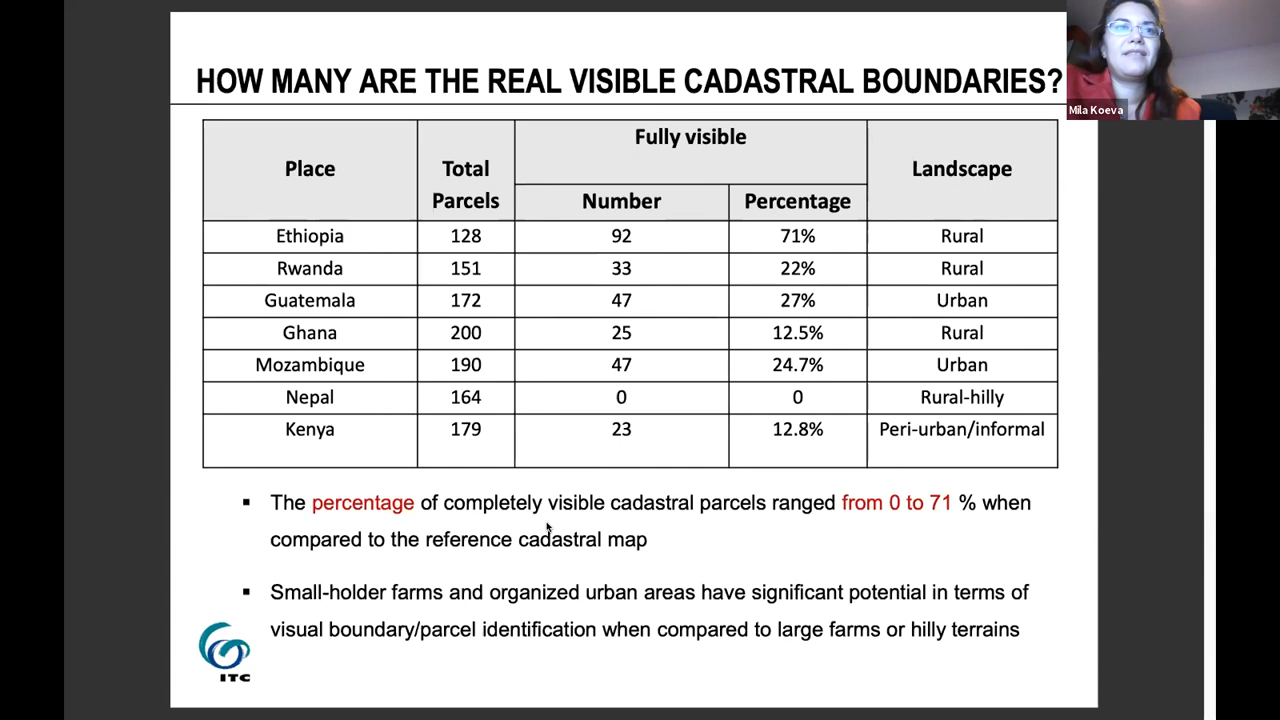 HOW MANY ARE THE REAL VISIBLE CADASTRAL BOUNDARIES?
Mila Koeva
Place Total Parcels Fully visible Landscape
Number Percentage
Ethiopia 128 92 71% Rural
Rwanda 151 33 22% Rural
Guatemala 172 47 27% Urban
Ghana 200 25 12.5% Rural
Mozambique 190 47 24.7% Urban
Nepal 164 0 0 Rural-hilly
Kenya 179 23 12.8% Peri-urban/informal
▪ The percentage of completely visible cadastral parcels ranged from 0 to 71 % when
compared to the reference cadastral map
▪ Small-holder farms and organized urban areas have significant potential in terms of
visual boundary/parcel identification when compared to large farms or hilly terrains
ITC